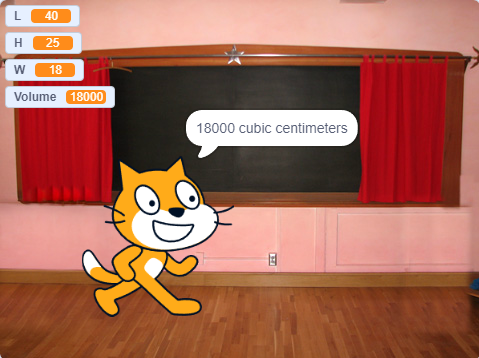 L 40
H 25
W 18
Volume 18000
18000 cubic centimeters